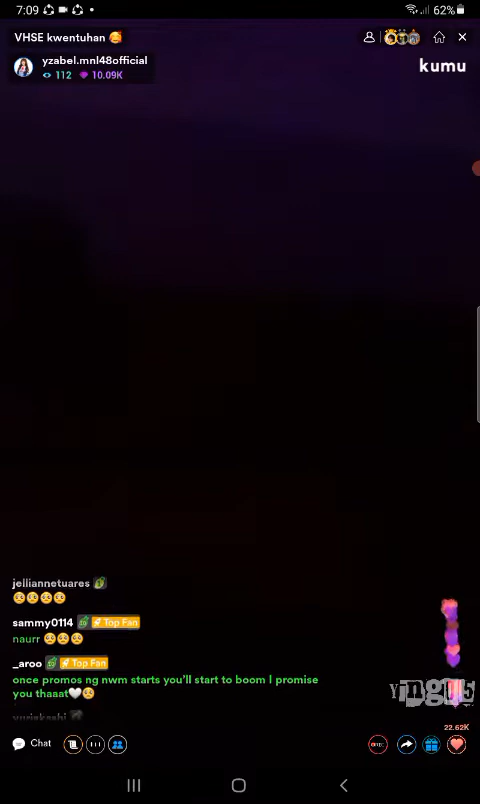 7:09
62%
VHSE kwentuhan 🥰
yzabel.mnl48official
112 10.09K
kumu
jelliannetuares
🥺🥺🥺🥺
sammy0114 Top Fan
naurr 🥺🥺🥺
_aroo Top Fan
once promos ng nwm starts you'll start to boom I promise
you thaaat🤍🥺
22.62K
Chat